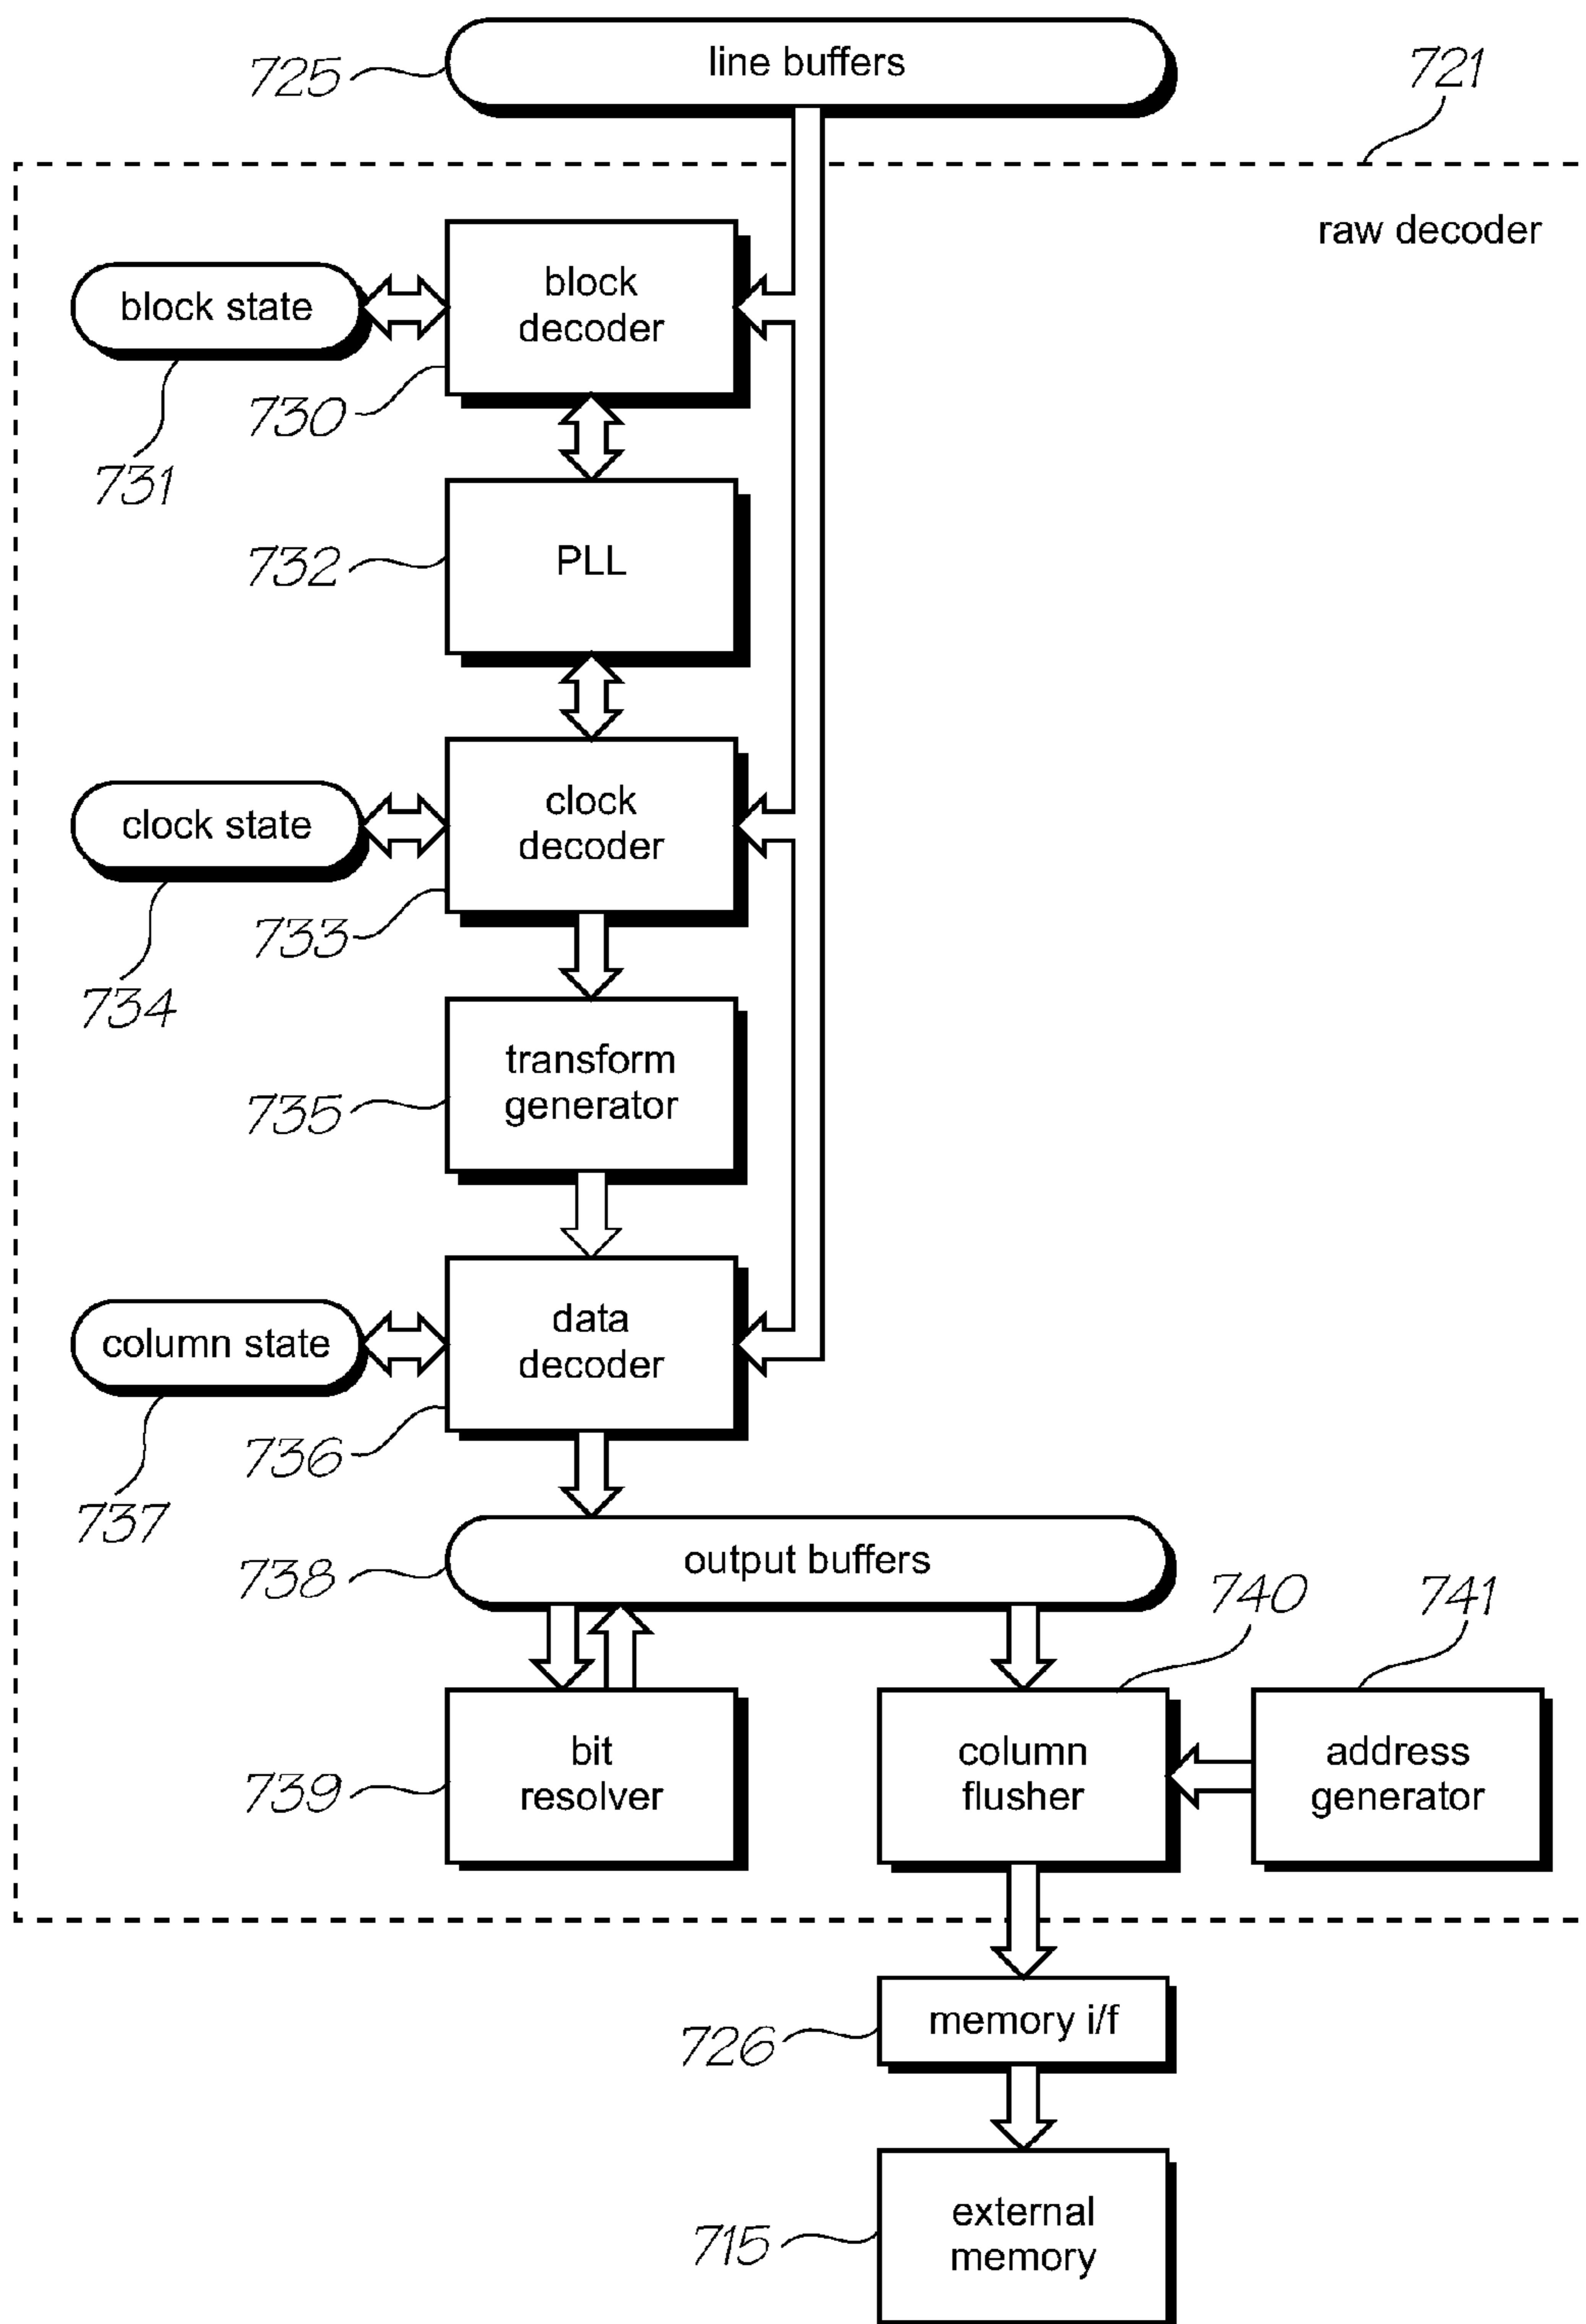 line buffers
725
721
raw decoder
block
decoder
block state
730
731
PLL
732
clock
decoder
clock state
733
734
transform
generator
735
data
decoder
column state
736
737
output buffers
738
740
741
bit
resolver
739
column
flusher
address
generator
memory i/f
726
external
memory
715